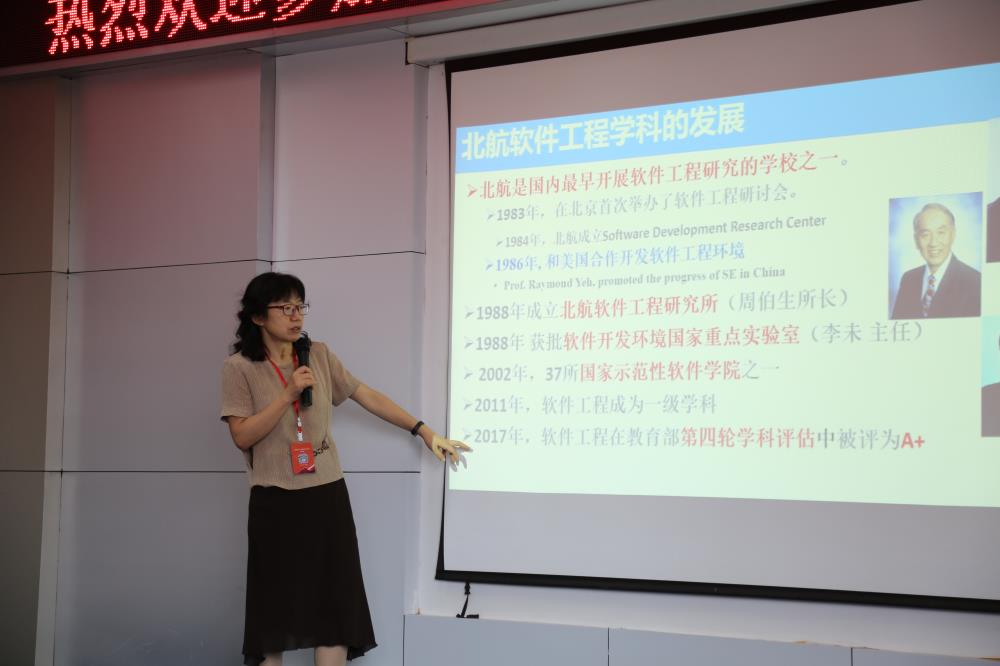 热烈欢迎参
北航软件工程学科的发展
➢北航是国内最早开展软件工程研究的学校之一。
➢1983年，在北京首次举办了软件工程研讨会。
➢1984年，北航成立Software Development Research Center
➢1986年, 和美国合作开发软件工程环境
• Prof. Raymond Yeh, promoted the progress of SE in China
➢1988年成立北航软件工程研究所（周伯生所长）
➢1988年 获批软件开发环境国家重点实验室（李未 主任）
➢2002年，37所国家示范性软件学院之一
➢2011年，软件工程成为一级学科
➢2017年，软件工程在教育部第四轮学科评估中被评为A+